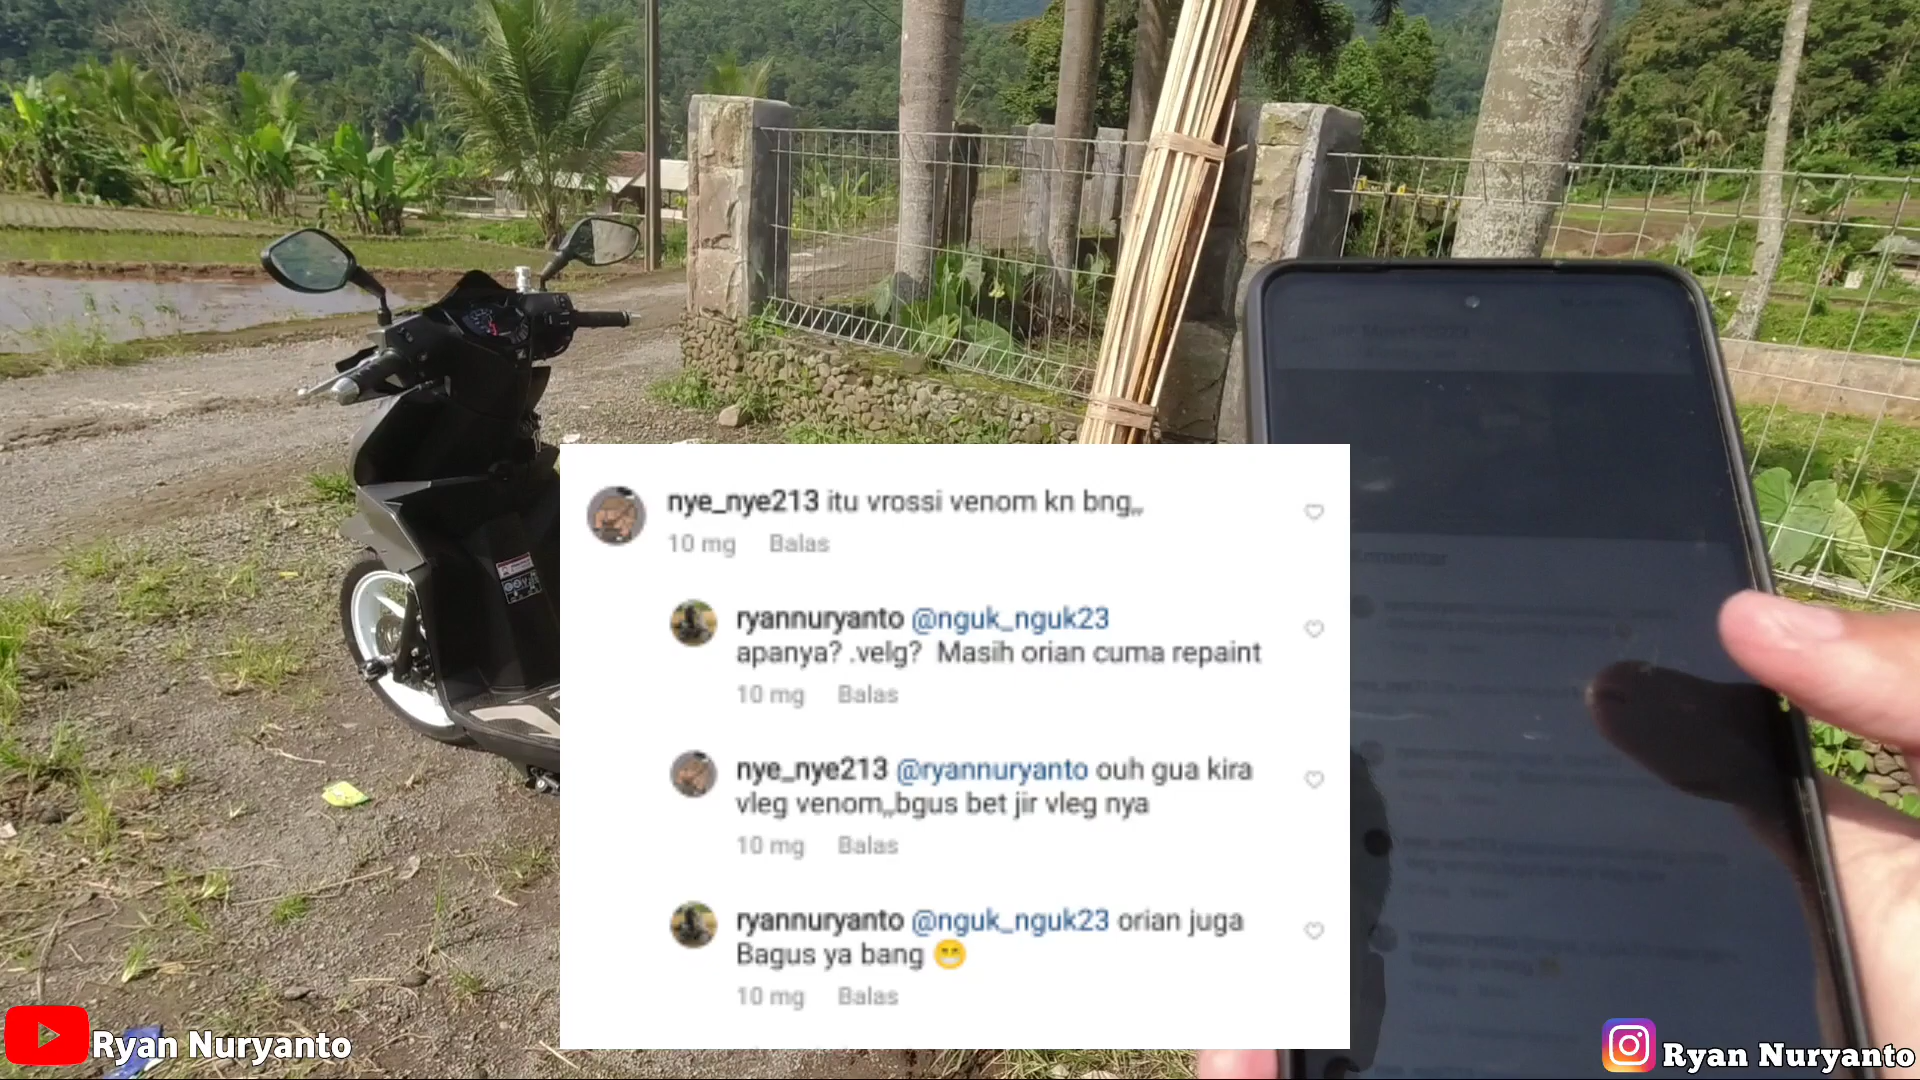 nye_nye213 itu vrossi venom kn bng,,
10 mg Balas
ryannuryanto @nguk_nguk23
apanya? .velg? Masih orian cuma repaint
10 mg Balas
nye_nye213 @ryannuryanto ouh gua kira
vleg venom,,bgus bet jir vleg nya
10 mg Balas
ryannuryanto @nguk_nguk23 orian juga
Bagus ya bang 😁
10 mg Balas
Ryan Nuryanto
Ryan Nuryanto